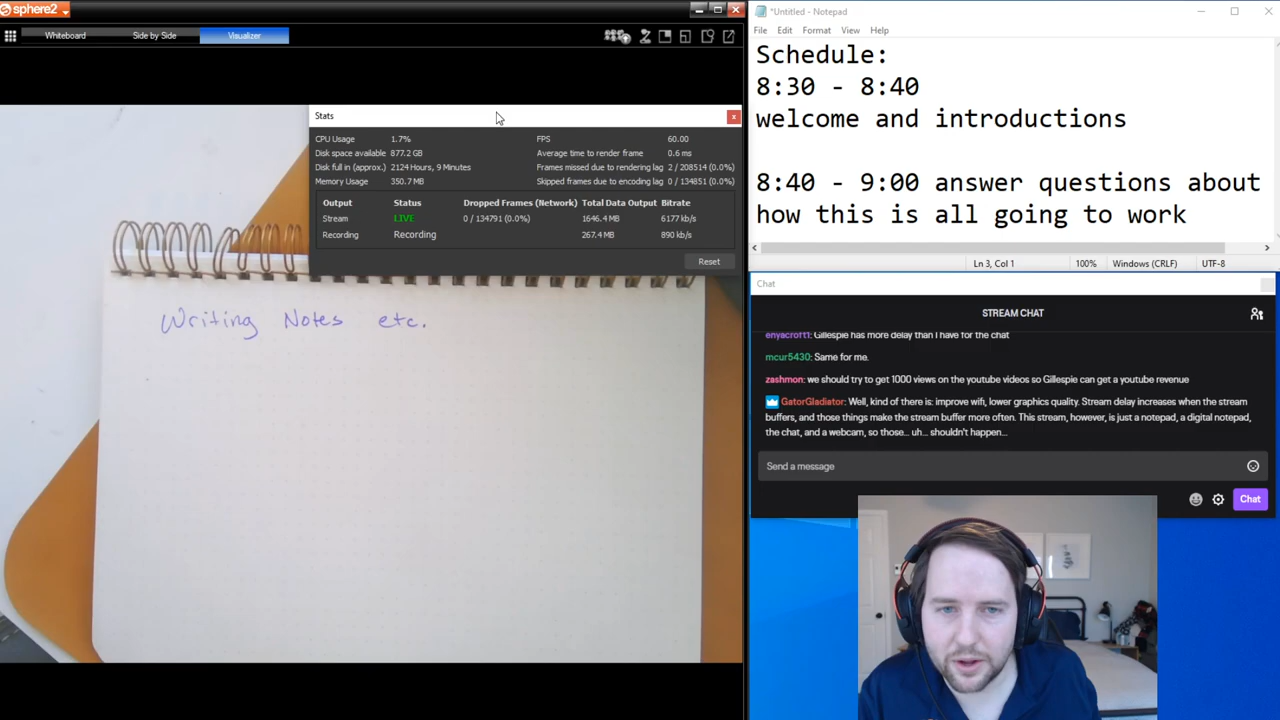 sphere2
Whiteboard
Side by Side
Visualizer
Stats
CPU Usage 1.7%
Disk space available 877.2 GB
Disk full in (approx.) 2124 Hours, 9 Minutes
Memory Usage 350.7 MB
FPS 60.00
Average time to render frame 0.6 ms
Frames missed due to rendering lag 2 / 208514 (0.0%)
Skipped frames due to encoding lag 0 / 134851 (0.0%)
Output Status Dropped Frames (Network) Total Data Output Bitrate
Stream LIVE 0 / 134791 (0.0%) 1646.4 MB 6177 kb/s
Recording Recording 267.4 MB 890 kb/s
Reset
Writing Notes etc.
*Untitled - Notepad
File Edit Format View Help
Schedule:
8:30 - 8:40
welcome and introductions
8:40 - 9:00 answer questions about
how this is all going to work
Ln 3, Col 1 100% Windows (CRLF) UTF-8
Chat
STREAM CHAT
enyacroft1: Gillespie has more delay than I have for the chat
mcur5430: Same for me.
zashmon: we should try to get 1000 views on the youtube videos so Gillespie can get a youtube revenue
GatorGladiator: Well, kind of there is: improve wifi, lower graphics quality. Stream delay increases when the stream
buffers, and those things make the stream buffer more often. This stream, however, is just a notepad, a digital notepad,
the chat, and a webcam, so those... uh... shouldn't happen...
Send a message
Chat